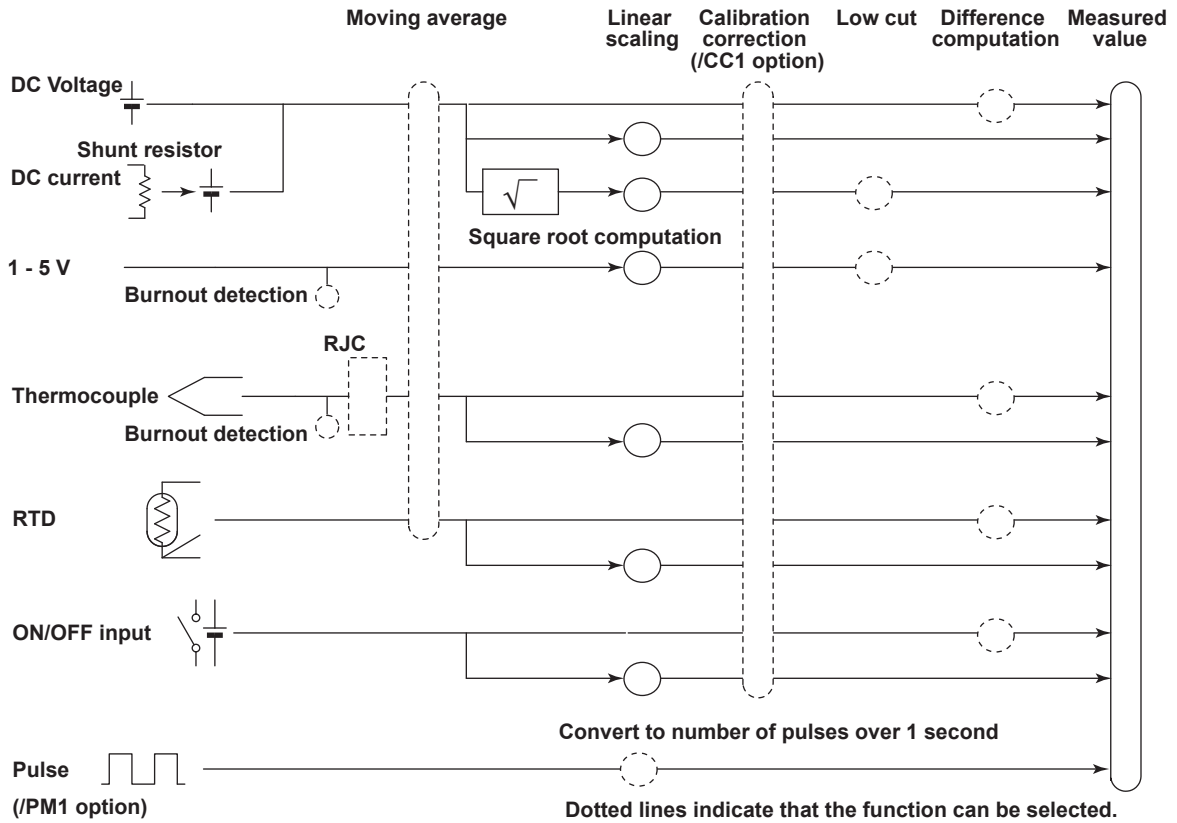 Moving average
Linear
scaling
Calibration
correction
(/CC1 option)
Low cut
Difference
computation
Measured
value
DC Voltage
Shunt resistor
DC current
√
Square root computation
1 - 5 V
Burnout detection
RJC
Thermocouple
Burnout detection
RTD
ON/OFF input
Convert to number of pulses over 1 second
Pulse
(/PM1 option)
Dotted lines indicate that the function can be selected.